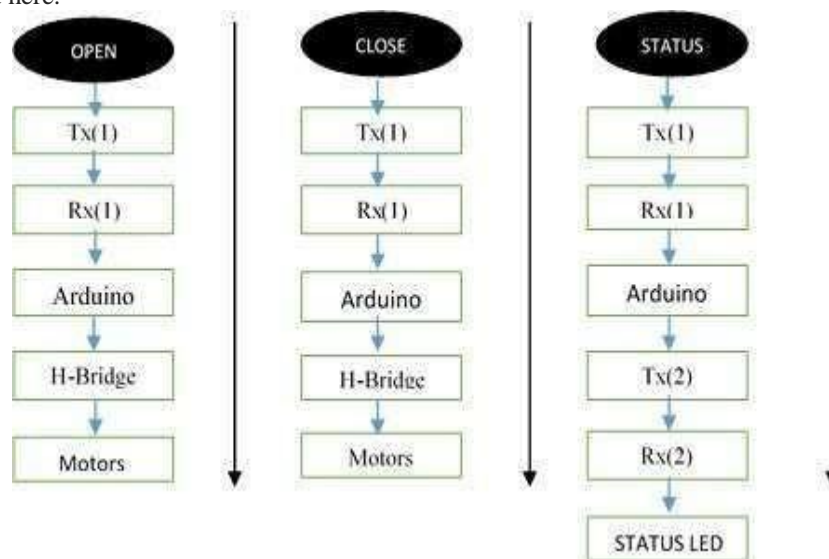 here.
OPEN
Tx(1)
Rx(1)
Arduino
H-Bridge
Motors
CLOSE
Tx(1)
Rx(1)
Arduino
H-Bridge
Motors
STATUS
Tx(1)
Rx(1)
Arduino
Tx(2)
Rx(2)
STATUS LED